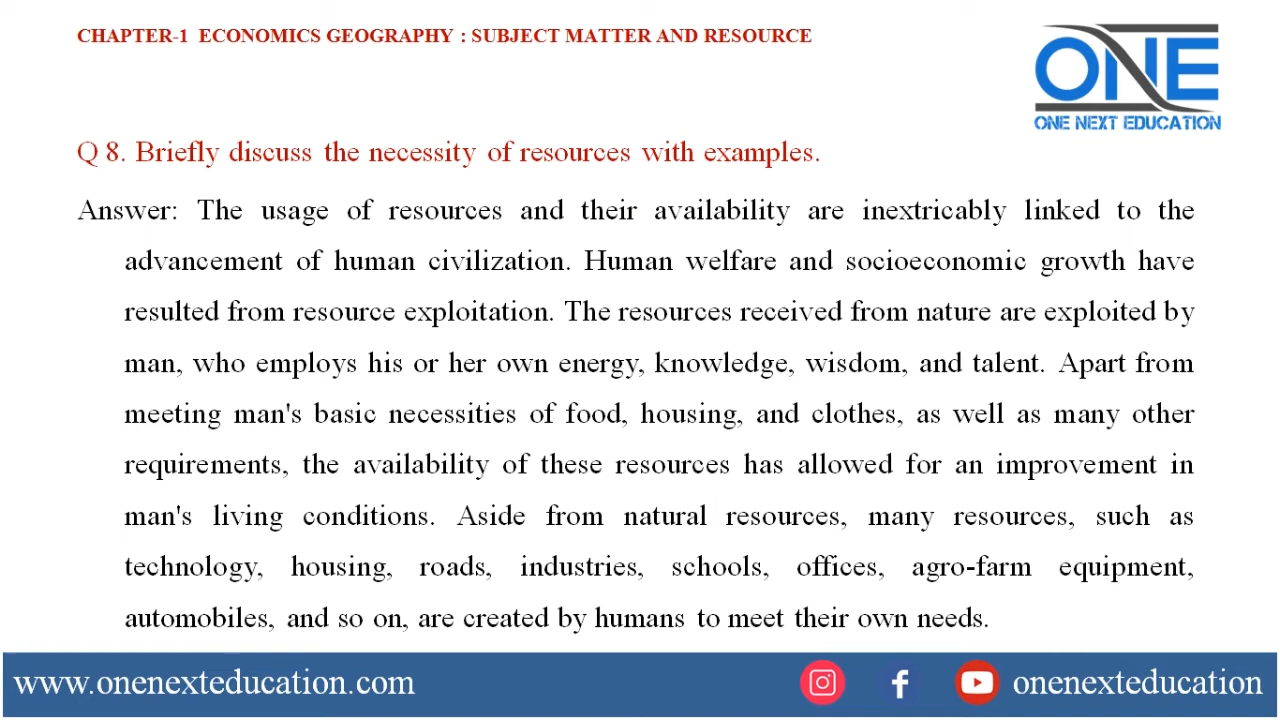 CHAPTER-1 ECONOMICS GEOGRAPHY : SUBJECT MATTER AND RESOURCE
ONE
ONE NEXT EDUCATION
Q 8. Briefly discuss the necessity of resources with examples.
Answer: The usage of resources and their availability are inextricably linked to the
advancement of human civilization. Human welfare and socioeconomic growth have
resulted from resource exploitation. The resources received from nature are exploited by
man, who employs his or her own energy, knowledge, wisdom, and talent. Apart from
meeting man's basic necessities of food, housing, and clothes, as well as many other
requirements, the availability of these resources has allowed for an improvement in
man's living conditions. Aside from natural resources, many resources, such as
technology, housing, roads, industries, schools, offices, agro-farm equipment,
automobiles, and so on, are created by humans to meet their own needs.
www.onenexteducation.com onenexteducation